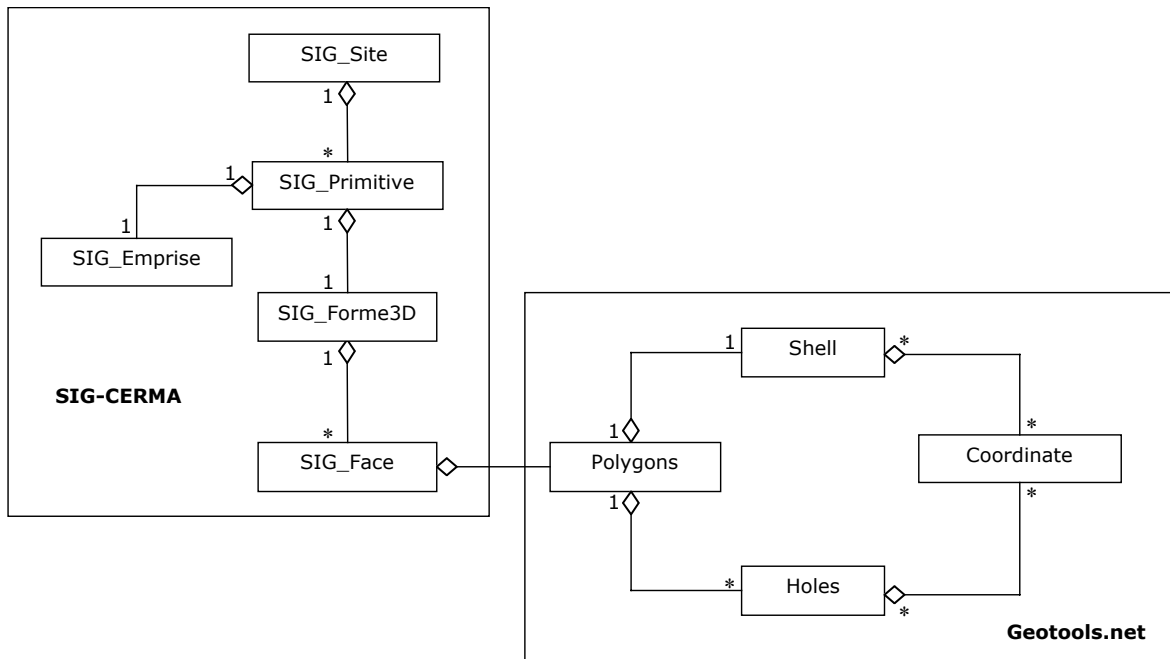 SIG_Site
1
*
1
SIG_Primitive
1
1
SIG_Emprise
1
SIG_Forme3D
1
SIG-CERMA
*
SIG_Face
1
Shell
*
1
*
Polygons
Coordinate
1
*
*
Holes
*
Geotools.net